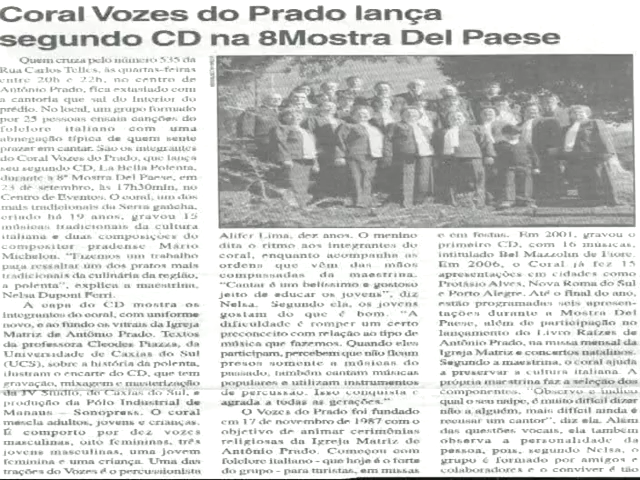 Coral Vozes do Prado lança
segundo CD na 8Mostra Del Paese
Quem cruza pelo número 535 da
Rua Carlos Telles, às quartas-feiras
entre 20h e 22h, no centro de
Antônio Prado, fica extasiado com
a cantoria que sai do interior do
prédio. No local, um grupo formado
por 25 pessoas ensaia canções do
folclore italiano com uma
abnegação típica de quem sente
prazer em cantar. São os integrantes
do Coral Vozes do Prado, que lança
seu segundo CD, La Bella Polenta,
durante a 8ª Mostra Del Paese, em
23 de setembro, às 17h30min, no
Centro de Eventos. O coral, um dos
mais tradicionais da Serra gaúcha,
criado há 19 anos, gravou 15
músicas tradicionais da cultura
italiana e duas composições do
compositor pradense Mário
Michelon. "Fizemos um trabalho
para ressaltar um dos pratos mais
tradicionais da culinária da região,
a polenta", explica a maestrina,
Nelsa Dupont Ferri.
A capa do CD mostra os
integrantes do coral, com uniforme
novo, e ao fundo os vitrais da Igreja
Matriz de Antônio Prado. Textos
da professora Cleodes Piazza, da
Universidade de Caxias do Sul
(UCS), sobre a história da polenta,
ilustram o encarte do CD, que tem
gravação, mixagem e masterização
da IV Studio, de Caxias do Sul, e
produção da Pólo Industrial de
Manaus - Sonopress. O coral
mescla adultos, jovens e crianças.
É composto por dez vozes
masculinas, oito femininas, três
jovens masculinas, uma jovem
feminina e uma criança. Uma das
trações do Vozes é o percussionista
Alifer Lima, dez anos. O menino
dita o ritmo aos integrantes do
coral, enquanto acompanha as
ordens que vêm das mãos
compassadas da maestrina.
"Cantar é um belíssimo e gostoso
jeito de educar os jovens", diz
Nelsa. Segundo ela, os jovens
gostam do que é bom. "A
dificuldade é romper um certo
preconceito com relação ao tipo de
música que fazemos. Quando eles
participam, percebem que não ficam
presos somente a músicas do
passado, também cantam músicas
populares e utilizam instrumentos
de percussão. Isso conquista e
agrada a todas as gerações."
O Vozes do Prado foi fundado
em 17 de novembro de 1987 com o
objetivo de animar cerimônias
religiosas da Igreja Matriz de
Antônio Prado. Começou com
folclore italiano - que hoje é o forte
do grupo - para turistas, em missas
e em festas. Em 2001, gravou o
primeiro CD, com 16 músicas,
intitulado Bel Mazzolin de Fiore.
Em 2006, o Coral já fez 15
apresentações em cidades como
Protásio Alves, Nova Roma do Sul
e Porto Alegre. Até o final do ano
estão programadas seis apresen-
tações durante a Mostra Del
Paese, além de participação no
lançamento do Livro Raízes de
Antônio Prado, na missa mensal da
Igreja Matriz e concertos natalinos.
Segundo a maestrina, o coral ajuda
a preservar a cultura italiana. A
própria maestrina faz a seleção dos
componentes. "Observo o
qual o seu naipe, é muito difícil dizer
não a alguém, mais difícil ainda é
recusar um cantor", diz ela. Além
das questões vocais, ela também
observa a personalidade da
pessoa, pois, segundo Nelsa, o
grupo é formado por amigos e
colaboradores e o conviver é tão